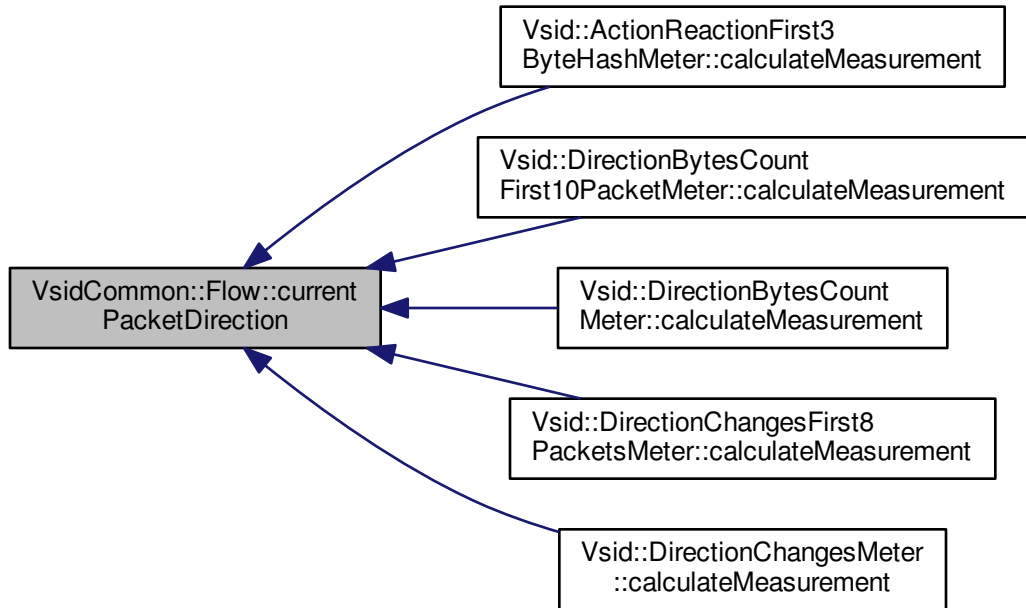 Vsid::ActionReactionFirst3
ByteHashMeter::calculateMeasurement
Vsid::DirectionBytesCount
First10PacketMeter::calculateMeasurement
VsidCommon::Flow::current
PacketDirection
Vsid::DirectionBytesCount
Meter::calculateMeasurement
Vsid::DirectionChangesFirst8
PacketsMeter::calculateMeasurement
Vsid::DirectionChangesMeter
::calculateMeasurement